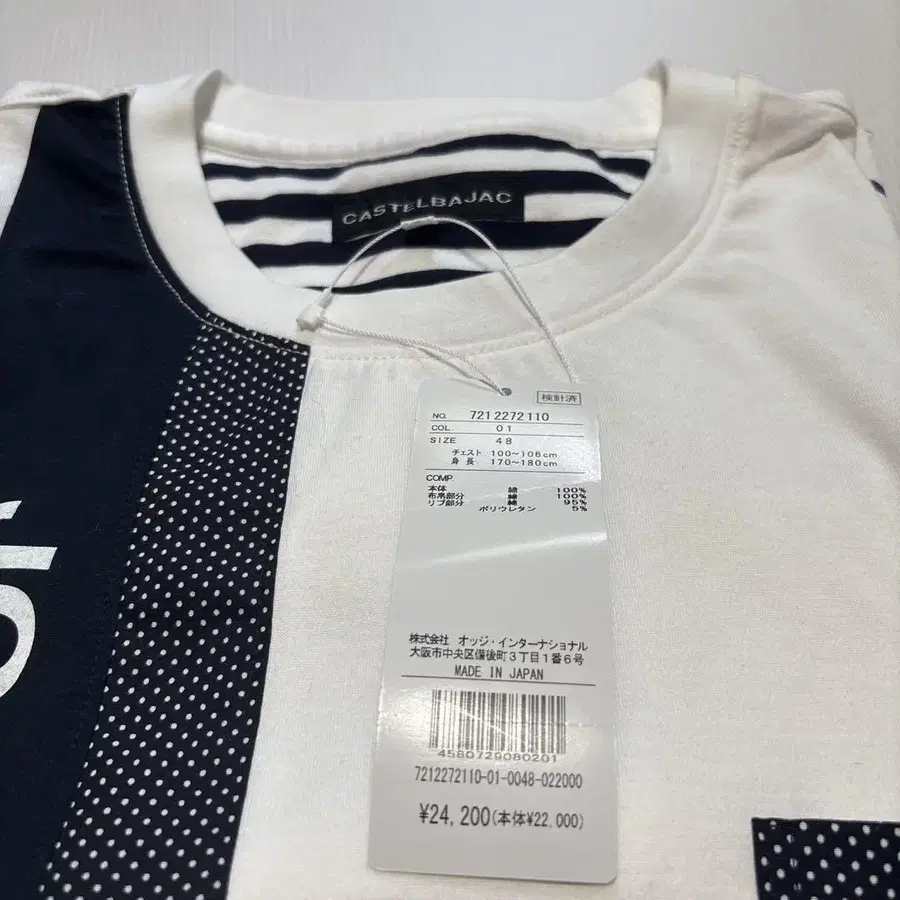 CASTELBAJAC
検針済
NO. 7212272110
COL. 01
SIZE 48
チェスト 100~106cm
身長 170~180cm
COMP.
本体 綿 100%
布帛部分 綿 100%
リブ部分 綿 95%
ポリウレタン 5%
株式会社 オッジ・インターナショナル
大阪市中央区備後町3丁目1番6号
MADE IN JAPAN
4580729080201
7212272110-01-0048-022000
¥24,200(本体¥22,000)